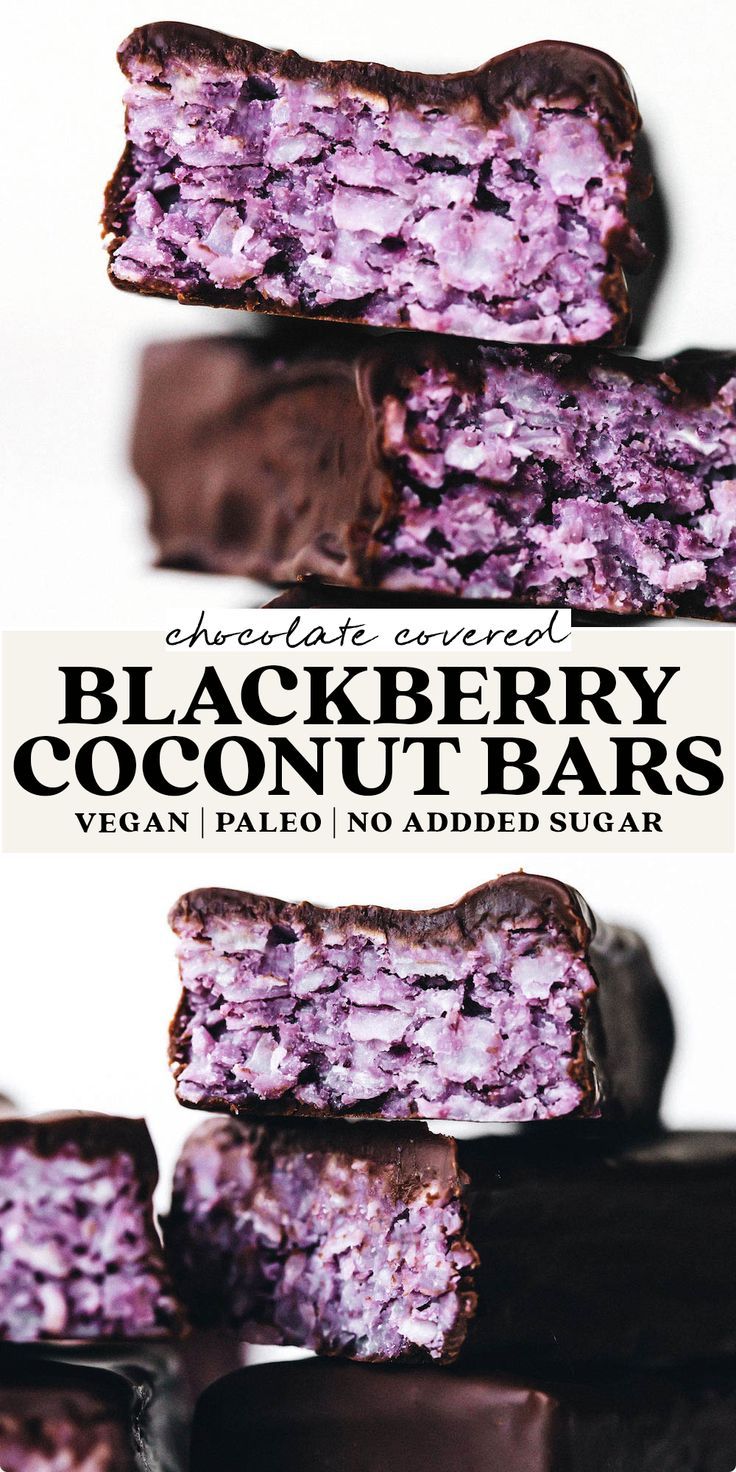 chocolate covered
BLACKBERRY
COCONUT BARS
VEGAN | PALEO | NO ADDDED SUGAR